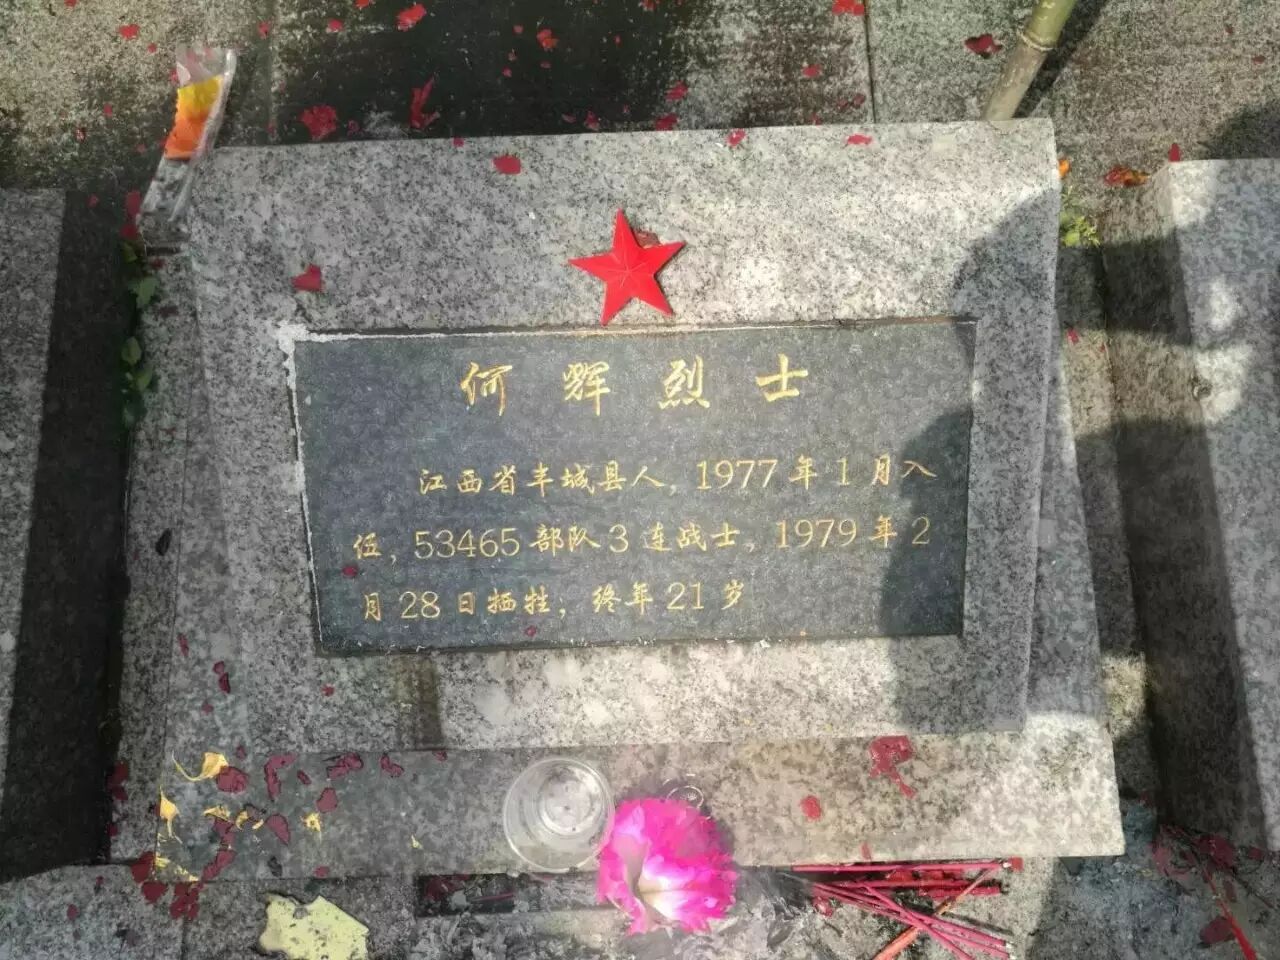 何辉烈士
江西省丰城县人,1977年1月入
伍,53465部队3连战士,1979年2
月28日牺牲;终年21岁